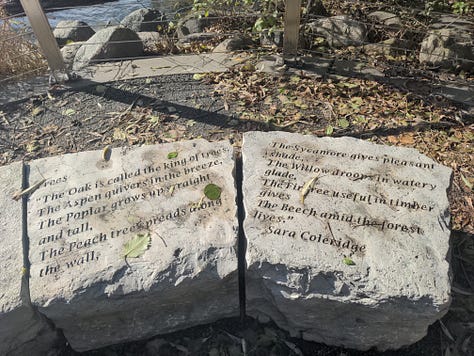 Trees
The Oak is called the king of trees,
The Aspen quivers in the breeze,
The Poplar grows up straight
and tall,
The Peach tree spreads along
the wall,
The Sycamore gives pleasant
shade,
The Willow droops in watery
glade,
The Fir tree useful in timber
gives
The Beech amid the forest
lives."
-Sara Coleridge